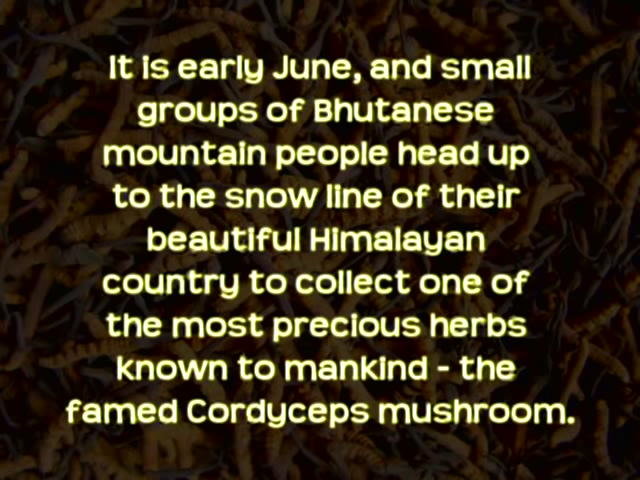 It is early June, and small
groups of Bhutanese
mountain people head up
to the snow line of their
beautiful Himalayan
country to collect one of
the most precious herbs
known to mankind - the
famed Cordyceps mushroom.